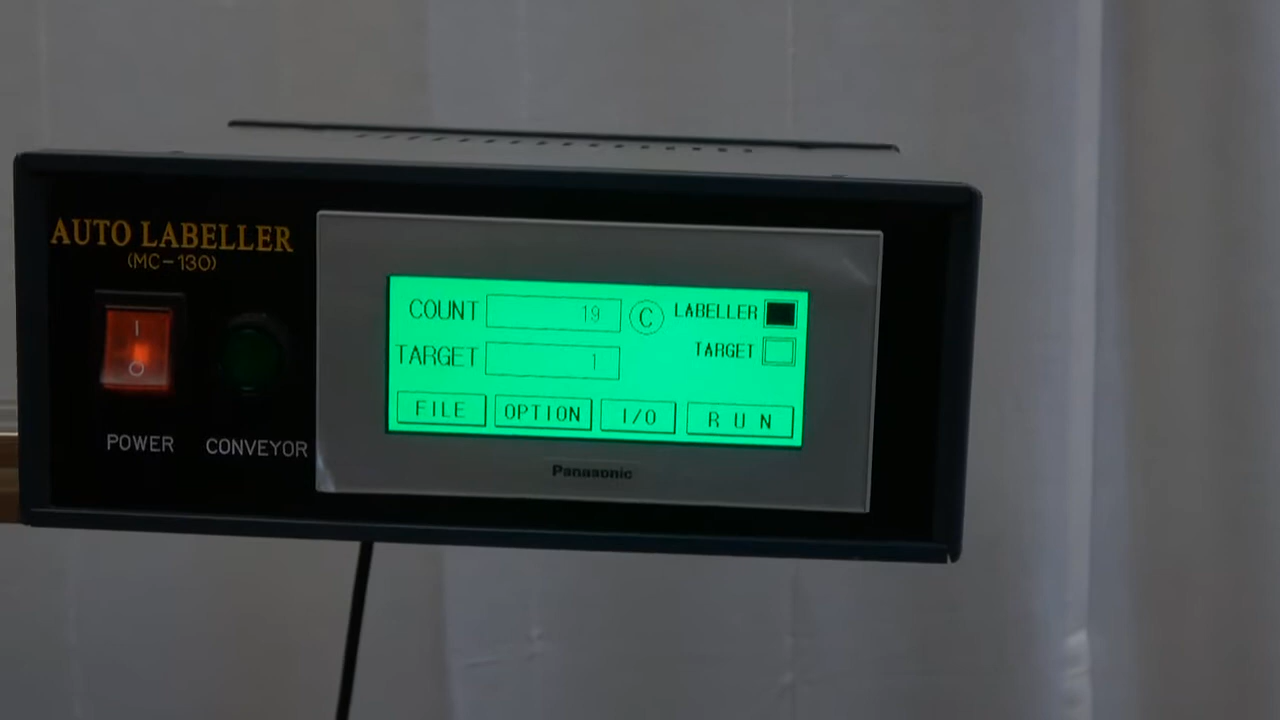 AUTO LABELLER
(MC-130)
I
O
POWER
CONVEYOR
COUNT 19 C LABELLER
TARGET 1 TARGET
FILE OPTION I/O RUN
Panasonic